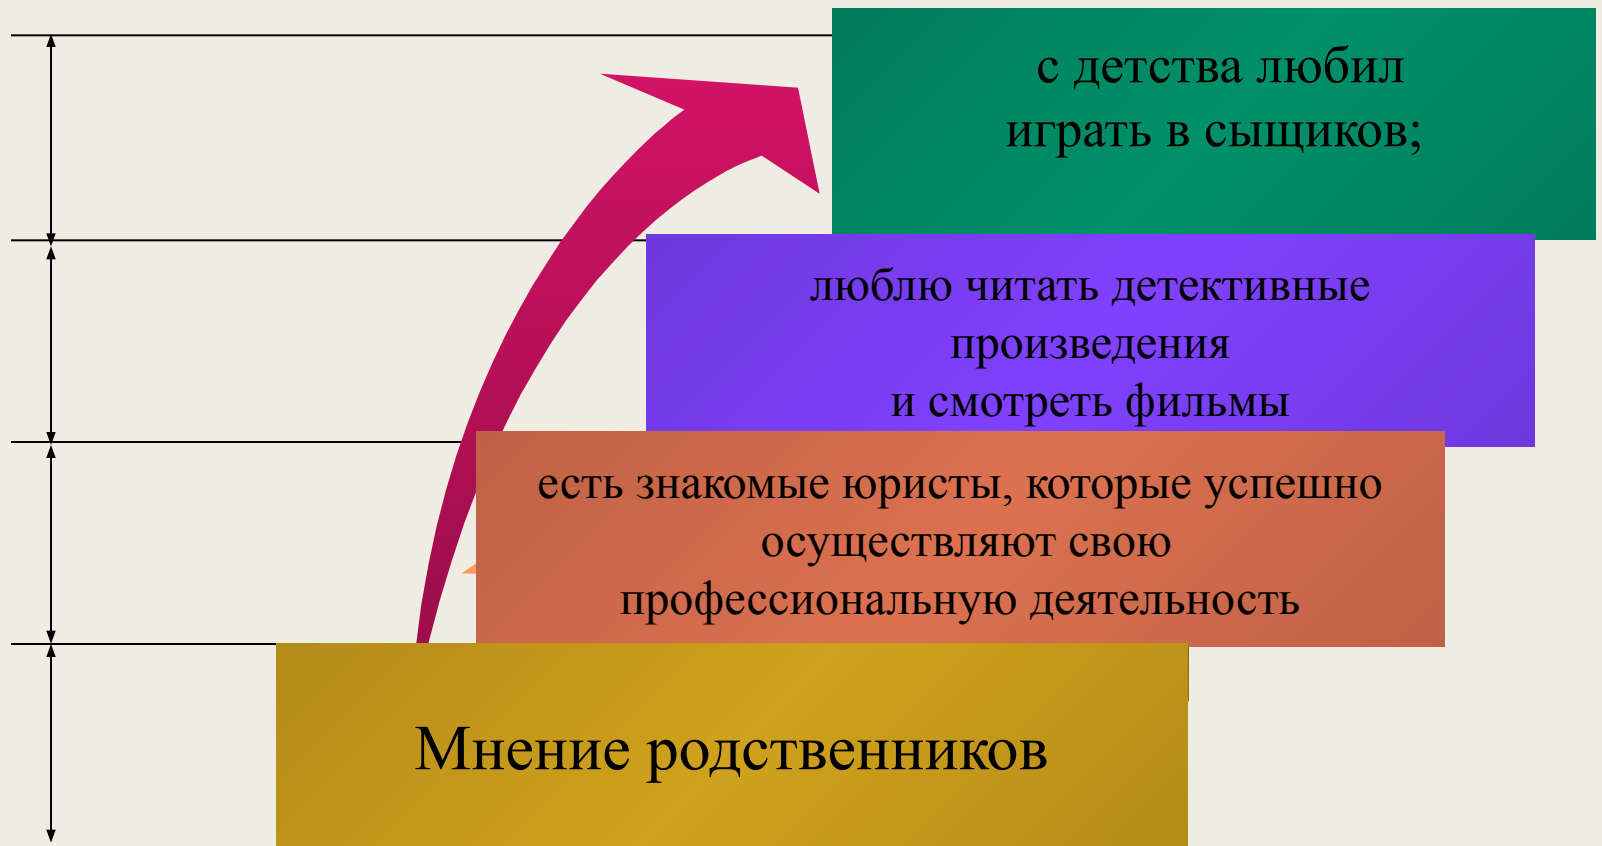 с детства любил
играть в сыщиков;
люблю читать детективные
произведения
и смотреть фильмы
есть знакомые юристы, которые успешно
осуществляют свою
профессиональную деятельность
Мнение родственников